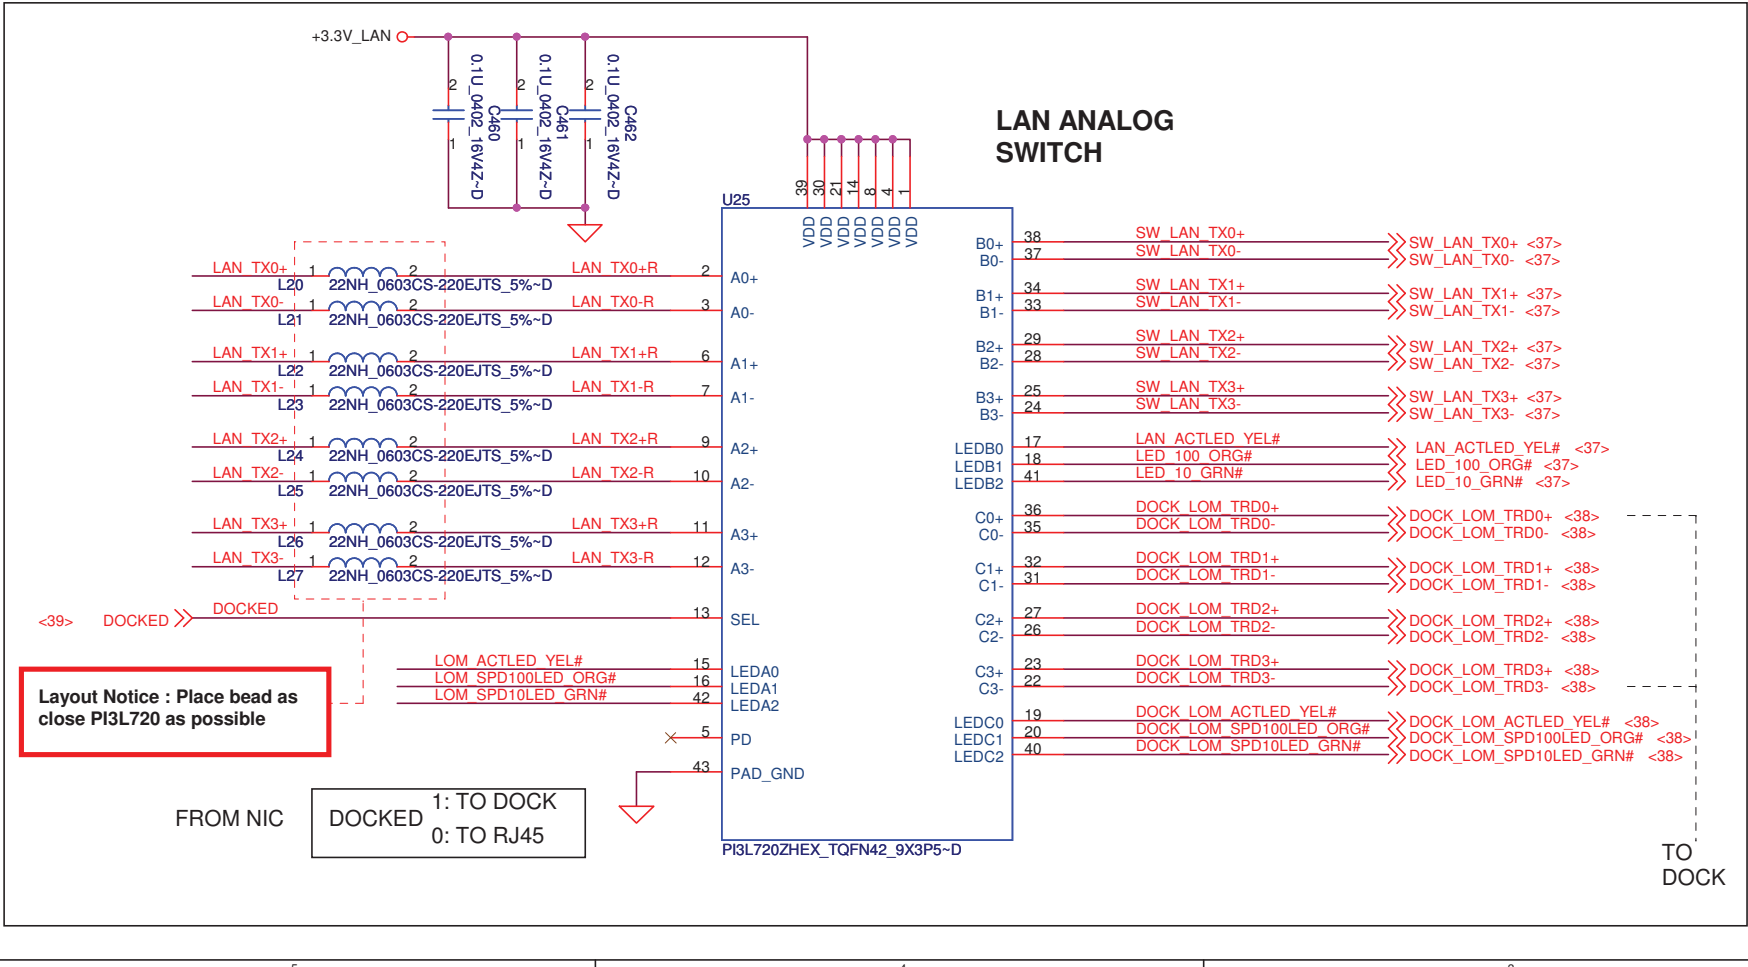 +3.3V_LAN
0.1U_0402_16V4Z~D
C460
2
1
0.1U_0402_16V4Z~D
C461
2
1
0.1U_0402_16V4Z~D
C462
2
1
LAN ANALOG
SWITCH
39 30 21 14 8 4 1
VDD VDD VDD VDD VDD VDD VDD
U25
LAN_TX0+ 1 2 LAN_TX0+R 2 A0+
L20 22NH_0603CS-220EJTS_5%~D
LAN_TX0- 1 2 LAN_TX0-R 3 A0-
L21 22NH_0603CS-220EJTS_5%~D
LAN_TX1+ 1 2 LAN_TX1+R 6 A1+
L22 22NH_0603CS-220EJTS_5%~D
LAN_TX1- 1 2 LAN_TX1-R 7 A1-
L23 22NH_0603CS-220EJTS_5%~D
LAN_TX2+ 1 2 LAN_TX2+R 9 A2+
L24 22NH_0603CS-220EJTS_5%~D
LAN_TX2- 1 2 LAN_TX2-R 10 A2-
L25 22NH_0603CS-220EJTS_5%~D
LAN_TX3+ 1 2 LAN_TX3+R 11 A3+
L26 22NH_0603CS-220EJTS_5%~D
LAN_TX3- 1 2 LAN_TX3-R 12 A3-
L27 22NH_0603CS-220EJTS_5%~D
<39> DOCKED DOCKED 13 SEL
LOM_ACTLED_YEL# 15 LEDA0
LOM_SPD100LED_ORG# 16 LEDA1
LOM_SPD10LED_GRN# 42 LEDA2
5 PD
43 PAD_GND
Layout Notice : Place bead as
close PI3L720 as possible
FROM NIC
DOCKED
1: TO DOCK
0: TO RJ45
B0+ 38 SW_LAN_TX0+ SW_LAN_TX0+ <37>
B0- 37 SW_LAN_TX0- SW_LAN_TX0- <37>
B1+ 34 SW_LAN_TX1+ SW_LAN_TX1+ <37>
B1- 33 SW_LAN_TX1- SW_LAN_TX1- <37>
B2+ 29 SW_LAN_TX2+ SW_LAN_TX2+ <37>
B2- 28 SW_LAN_TX2- SW_LAN_TX2- <37>
B3+ 25 SW_LAN_TX3+ SW_LAN_TX3+ <37>
B3- 24 SW_LAN_TX3- SW_LAN_TX3- <37>
LEDB0 17 LAN_ACTLED_YEL# LAN_ACTLED_YEL# <37>
LEDB1 18 LED_100_ORG# LED_100_ORG# <37>
LEDB2 41 LED_10_GRN# LED_10_GRN# <37>
C0+ 36 DOCK_LOM_TRD0+ DOCK_LOM_TRD0+ <38>
C0- 35 DOCK_LOM_TRD0- DOCK_LOM_TRD0- <38>
C1+ 32 DOCK_LOM_TRD1+ DOCK_LOM_TRD1+ <38>
C1- 31 DOCK_LOM_TRD1- DOCK_LOM_TRD1- <38>
C2+ 27 DOCK_LOM_TRD2+ DOCK_LOM_TRD2+ <38>
C2- 26 DOCK_LOM_TRD2- DOCK_LOM_TRD2- <38>
C3+ 23 DOCK_LOM_TRD3+ DOCK_LOM_TRD3+ <38>
C3- 22 DOCK_LOM_TRD3- DOCK_LOM_TRD3- <38>
LEDC0 19 DOCK_LOM_ACTLED_YEL# DOCK_LOM_ACTLED_YEL# <38>
LEDC1 20 DOCK_LOM_SPD100LED_ORG# DOCK_LOM_SPD100LED_ORG# <38>
LEDC2 40 DOCK_LOM_SPD10LED_GRN# DOCK_LOM_SPD10LED_GRN# <38>
PI3L720ZHEX_TQFN42_9X3P5~D
TO
DOCK